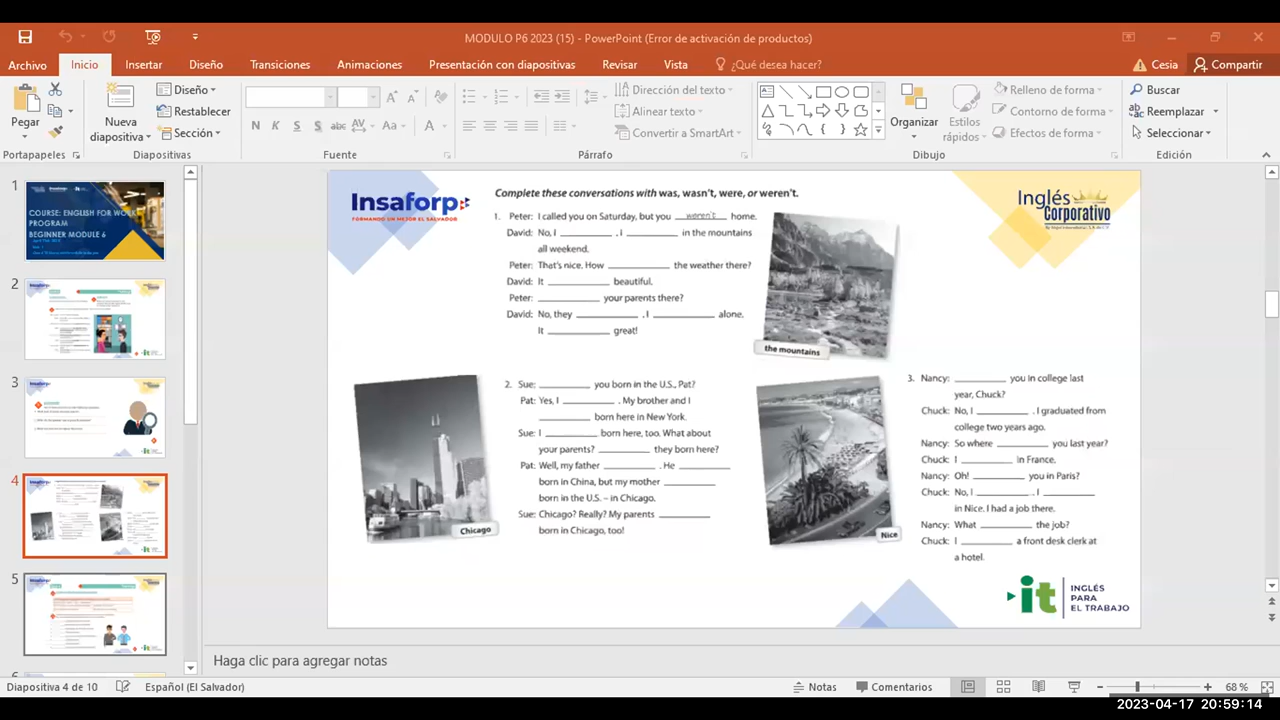 MODULO P6 2023 (15) - PowerPoint (Error de activación de productos)
Archivo Inicio Insertar Diseño Transiciones Animaciones Presentación con diapositivas Revisar Vista ¿Qué desea hacer? Cesia Compartir
Pegar
Nueva diapositiva
Diseño
Restablecer
Sección
N K S S abc AV Aa A
Dirección del texto
Alinear texto
Convertir a SmartArt
Organizar
Estilos rápidos
Relleno de forma
Contorno de forma
Efectos de forma
Buscar
Reemplazar
Seleccionar
Portapapeles Diapositivas Fuente Párrafo Dibujo Edición
1
COURSE: ENGLISH FOR WORK
PROGRAM
BEGINNER MODULE 6
2
3
4
5
Insaforp
FORMANDO UN MEJOR EL SALVADOR
Inglés
Corporativo
Complete these conversations with was, wasn't, were, or weren't.
1. Peter: I called you on Saturday, but you weren't home.
David: No, I ________ . I ________ in the mountains
all weekend.
Peter: That's nice. How ________ the weather there?
David: It ________ beautiful.
Peter: ________ your parents there?
David: No, they ________ . I ________ alone.
It ________ great!
the mountains
2. Sue: ________ you born in the U.S., Pat?
Pat: Yes, I ________ . My brother and I
________ born here in New York.
Sue: I ________ born here, too. What about
your parents? ________ they born here?
Pat: Well, my father ________ . He ________
born in China, but my mother ________
born in the U.S. – in Chicago.
Sue: Chicago? Really? My parents ________
born in Chicago, too!
Chicago
3. Nancy: ________ you in college last
year, Chuck?
Chuck: No, I ________ . I graduated from
college two years ago.
Nancy: So where ________ you last year?
Chuck: I ________ in France.
Nancy: Oh! ________ you in Paris?
Chuck: No, I ________ . I ________
in Nice. I had a job there.
Nancy: What ________ the job?
Chuck: I ________ a front desk clerk at
a hotel.
Nice
it
INGLÉS
PARA
EL TRABAJO
Haga clic para agregar notas
Diapositiva 4 de 10 Español (El Salvador) Notas Comentarios 68 %
2023-04-17 20:59:14